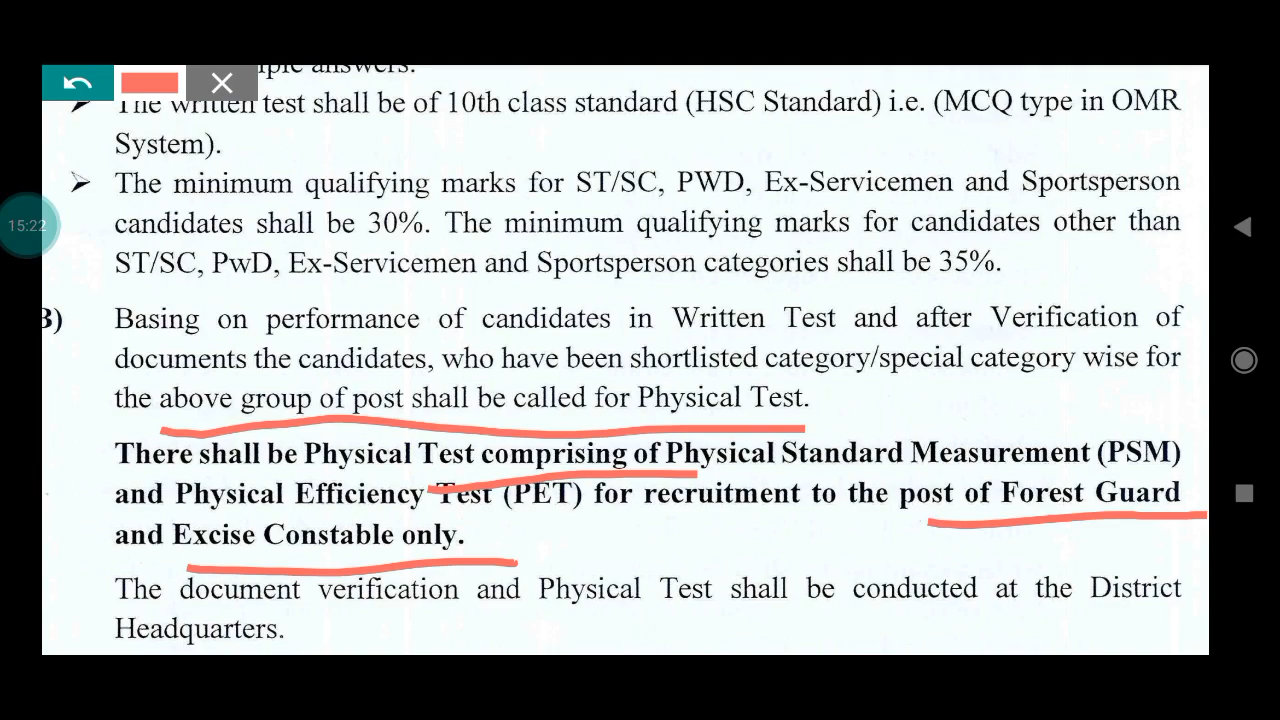 answers.
The written test shall be of 10th class standard (HSC Standard) i.e. (MCQ type in OMR
System).
➢ The minimum qualifying marks for ST/SC, PWD, Ex-Servicemen and Sportsperson
15:22
candidates shall be 30%. The minimum qualifying marks for candidates other than
ST/SC, PwD, Ex-Servicemen and Sportsperson categories shall be 35%.
B) Basing on performance of candidates in Written Test and after Verification of
documents the candidates, who have been shortlisted category/special category wise for
the above group of post shall be called for Physical Test.
There shall be Physical Test comprising of Physical Standard Measurement (PSM)
and Physical Efficiency Test (PET) for recruitment to the post of Forest Guard
and Excise Constable only.
The document verification and Physical Test shall be conducted at the District
Headquarters.